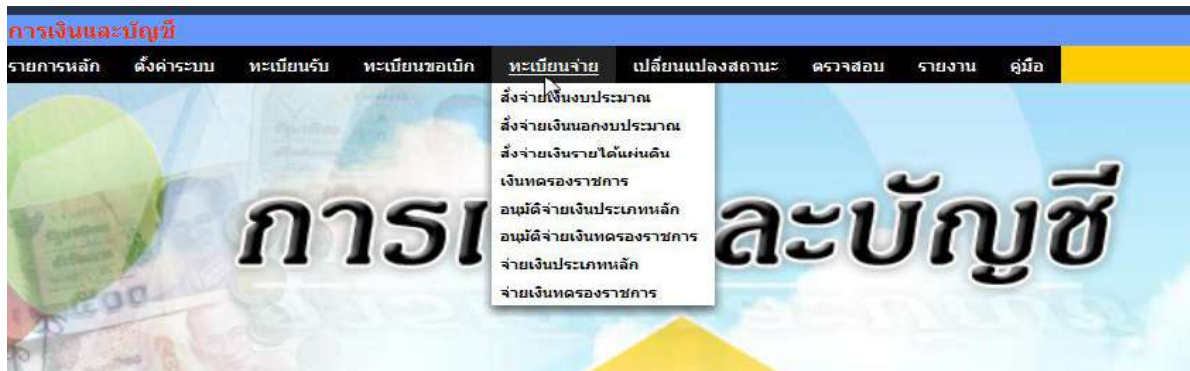 การเงินและบัญชี
รายการหลัก ตั้งค่าระบบ ทะเบียนรับ ทะเบียนขอเบิก ทะเบียนจ่าย เปลี่ยนแปลงสถานะ ตรวจสอบ รายงาน คู่มือ
สั่งจ่ายเงินงบประมาณ
สั่งจ่ายเงินนอกงบประมาณ
สั่งจ่ายเงินรายได้แผ่นดิน
เงินทดรองราชการ
อนุมัติจ่ายเงินประเภทหลัก
อนุมัติจ่ายเงินทดรองราชการ
จ่ายเงินประเภทหลัก
จ่ายเงินทดรองราชการ
การเ ละบัญชี